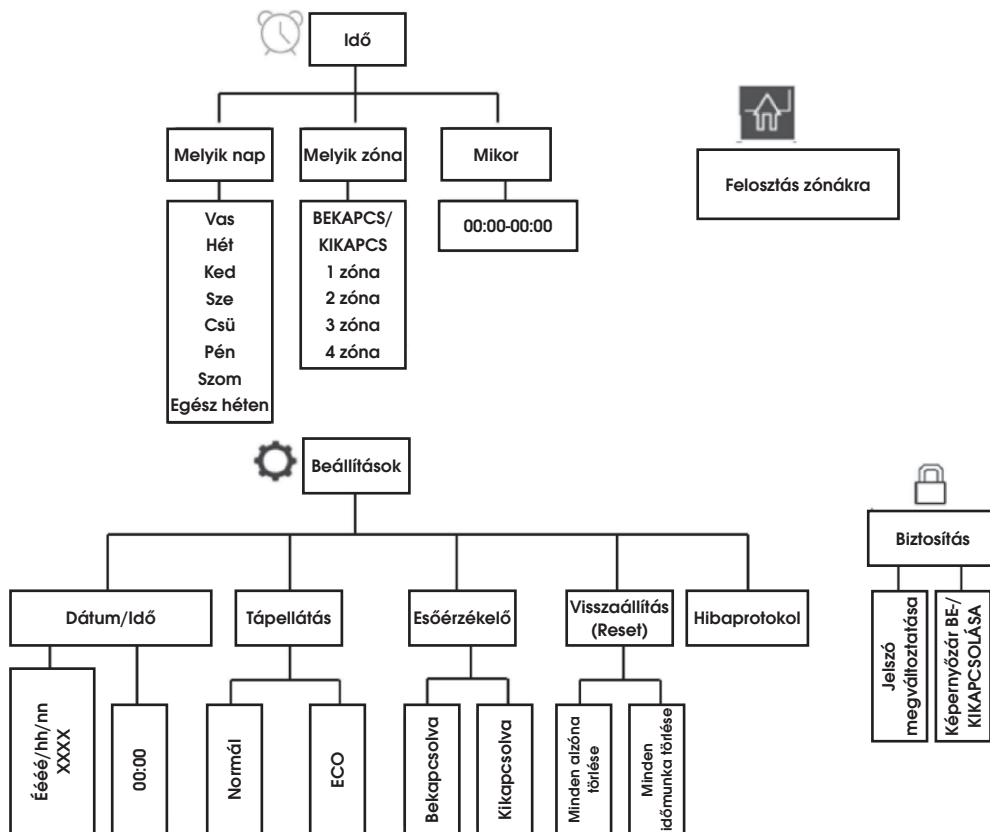 Idő
Melyik nap
Melyik zóna
Mikor
Felosztás zónákra
Vas
Hét
Ked
Sze
Csü
Pén
Szom
Egész héten
BEKAPCS/
KIKAPCS
1 zóna
2 zóna
3 zóna
4 zóna
00:00-00:00
Beállítások
Biztosítás
Jelszó
megváltoztatása
Képernyőzár BE-/
KIKAPCSOLÁSA
Dátum/Idő
Tápellátás
Esőérzékelő
Visszaállítás
(Reset)
Hibaprotokol
Éééé/hh/nn
XXXX
00:00
Normál
ECO
Bekapcsolva
Kikapcsolva
Minden alzóna
törlése
Minden
időmunka törlése